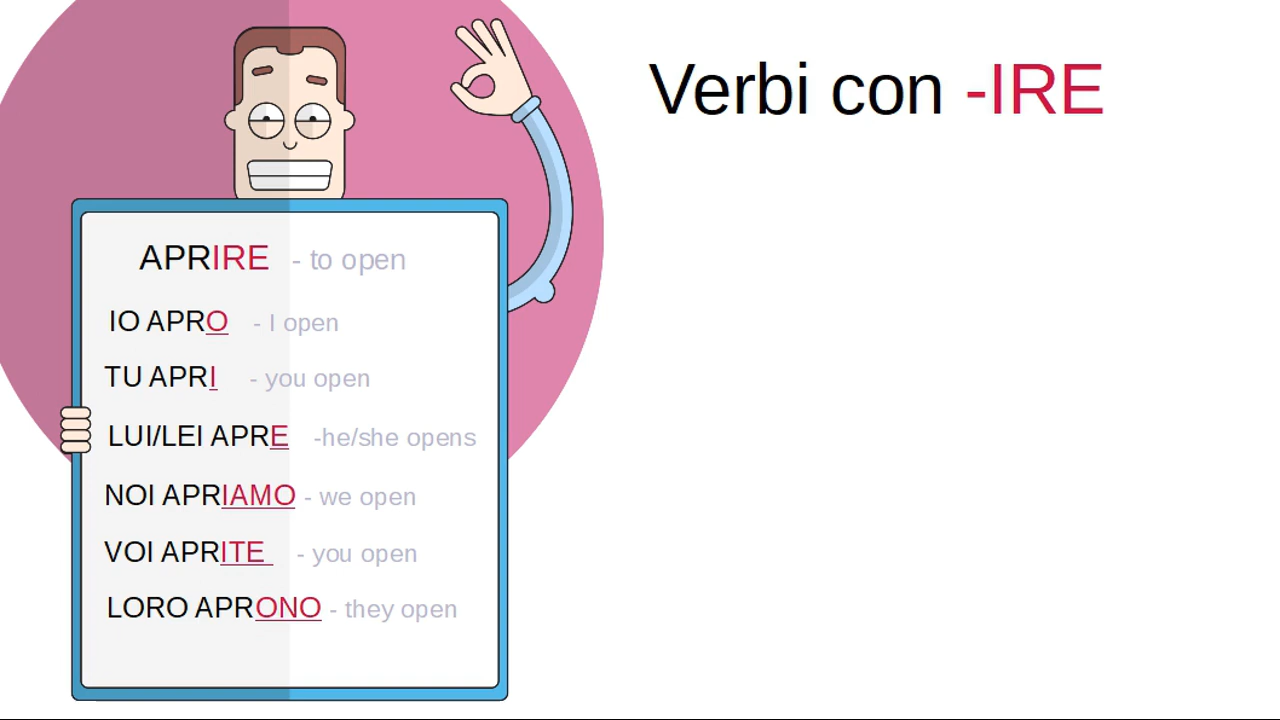 Verbi con -IRE
APRIRE - to open
IO APRO - I open
TU APRI - you open
LUI/LEI APRE -he/she opens
NOI APRIAMO - we open
VOI APRITE - you open
LORO APRONO - they open